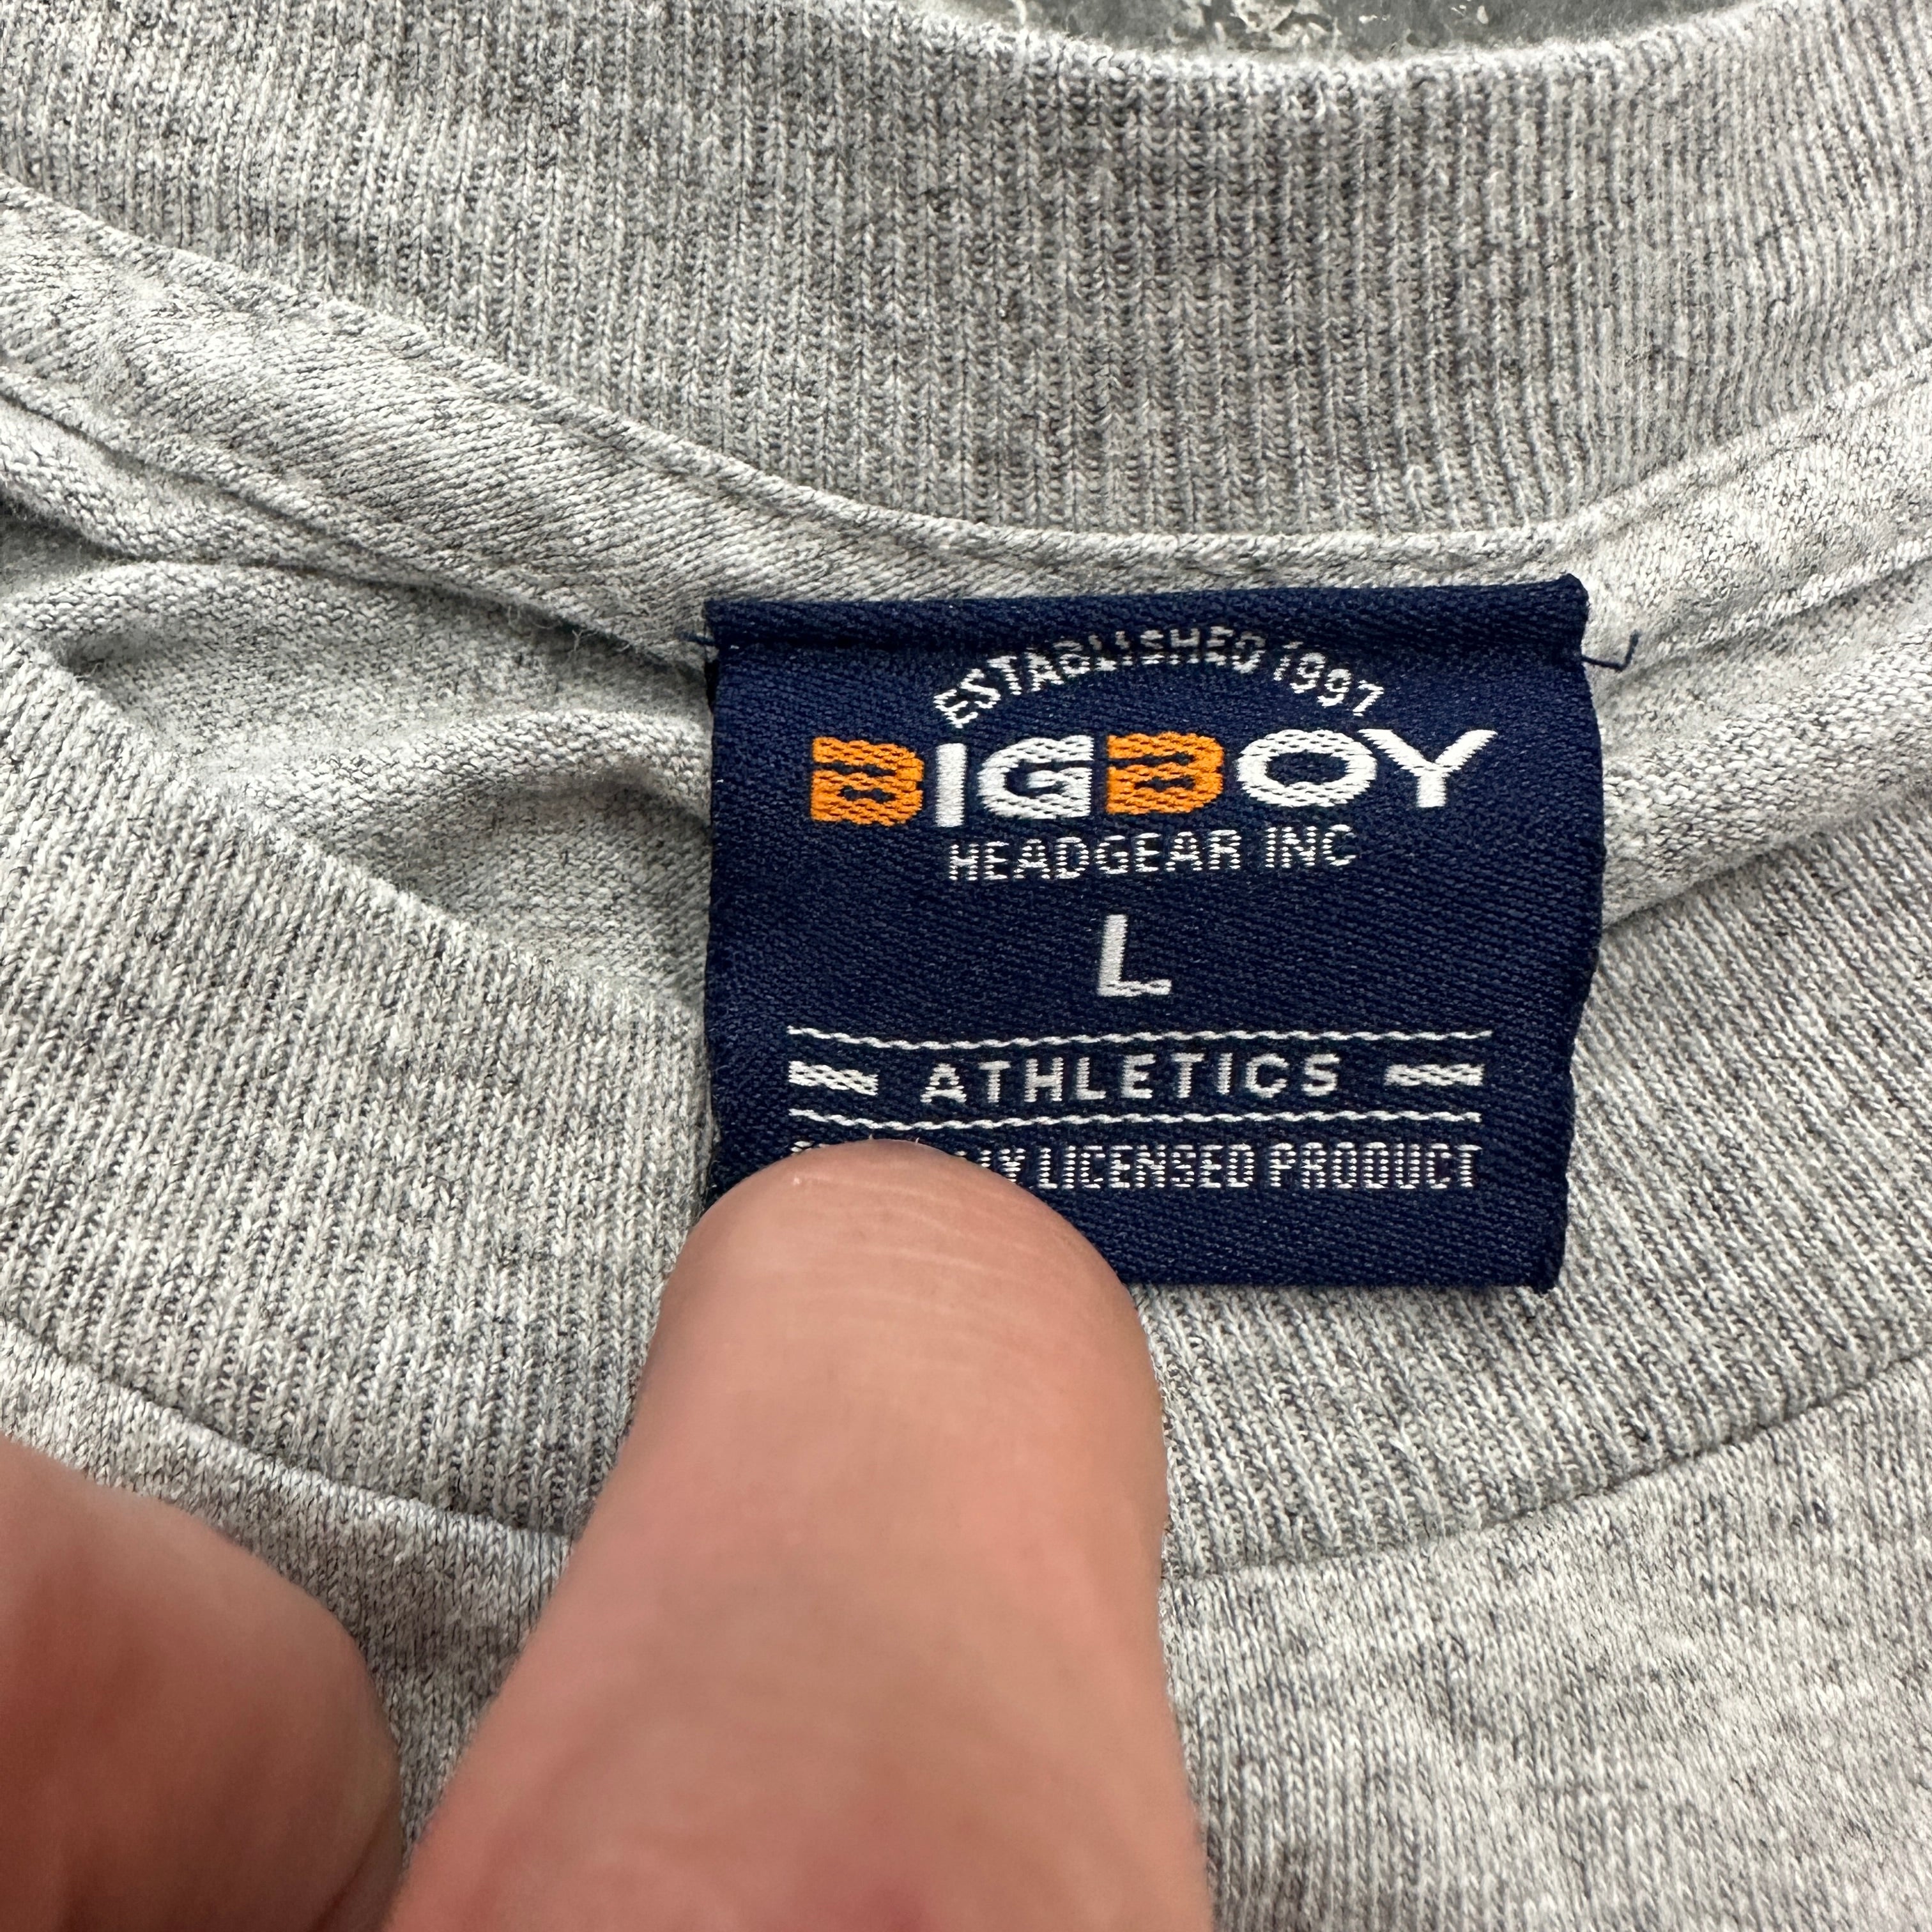 ESTABLISHED 1997
BIGBOY
HEADGEAR INC
L
ATHLETICS
LICENSED PRODUCT